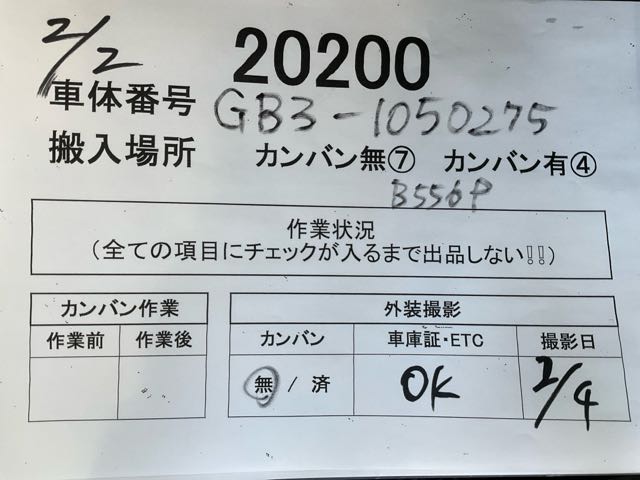 2/2
20200
車体番号 GB3-1050275
搬入場所 カンバン無⑦ カンバン有④
B556P
作業状況
(全ての項目にチェックが入るまで出品しない!!)
カンバン作業 外装撮影
作業前 作業後 カンバン 車庫証・ETC 撮影日
無 / 済 OK 2/4